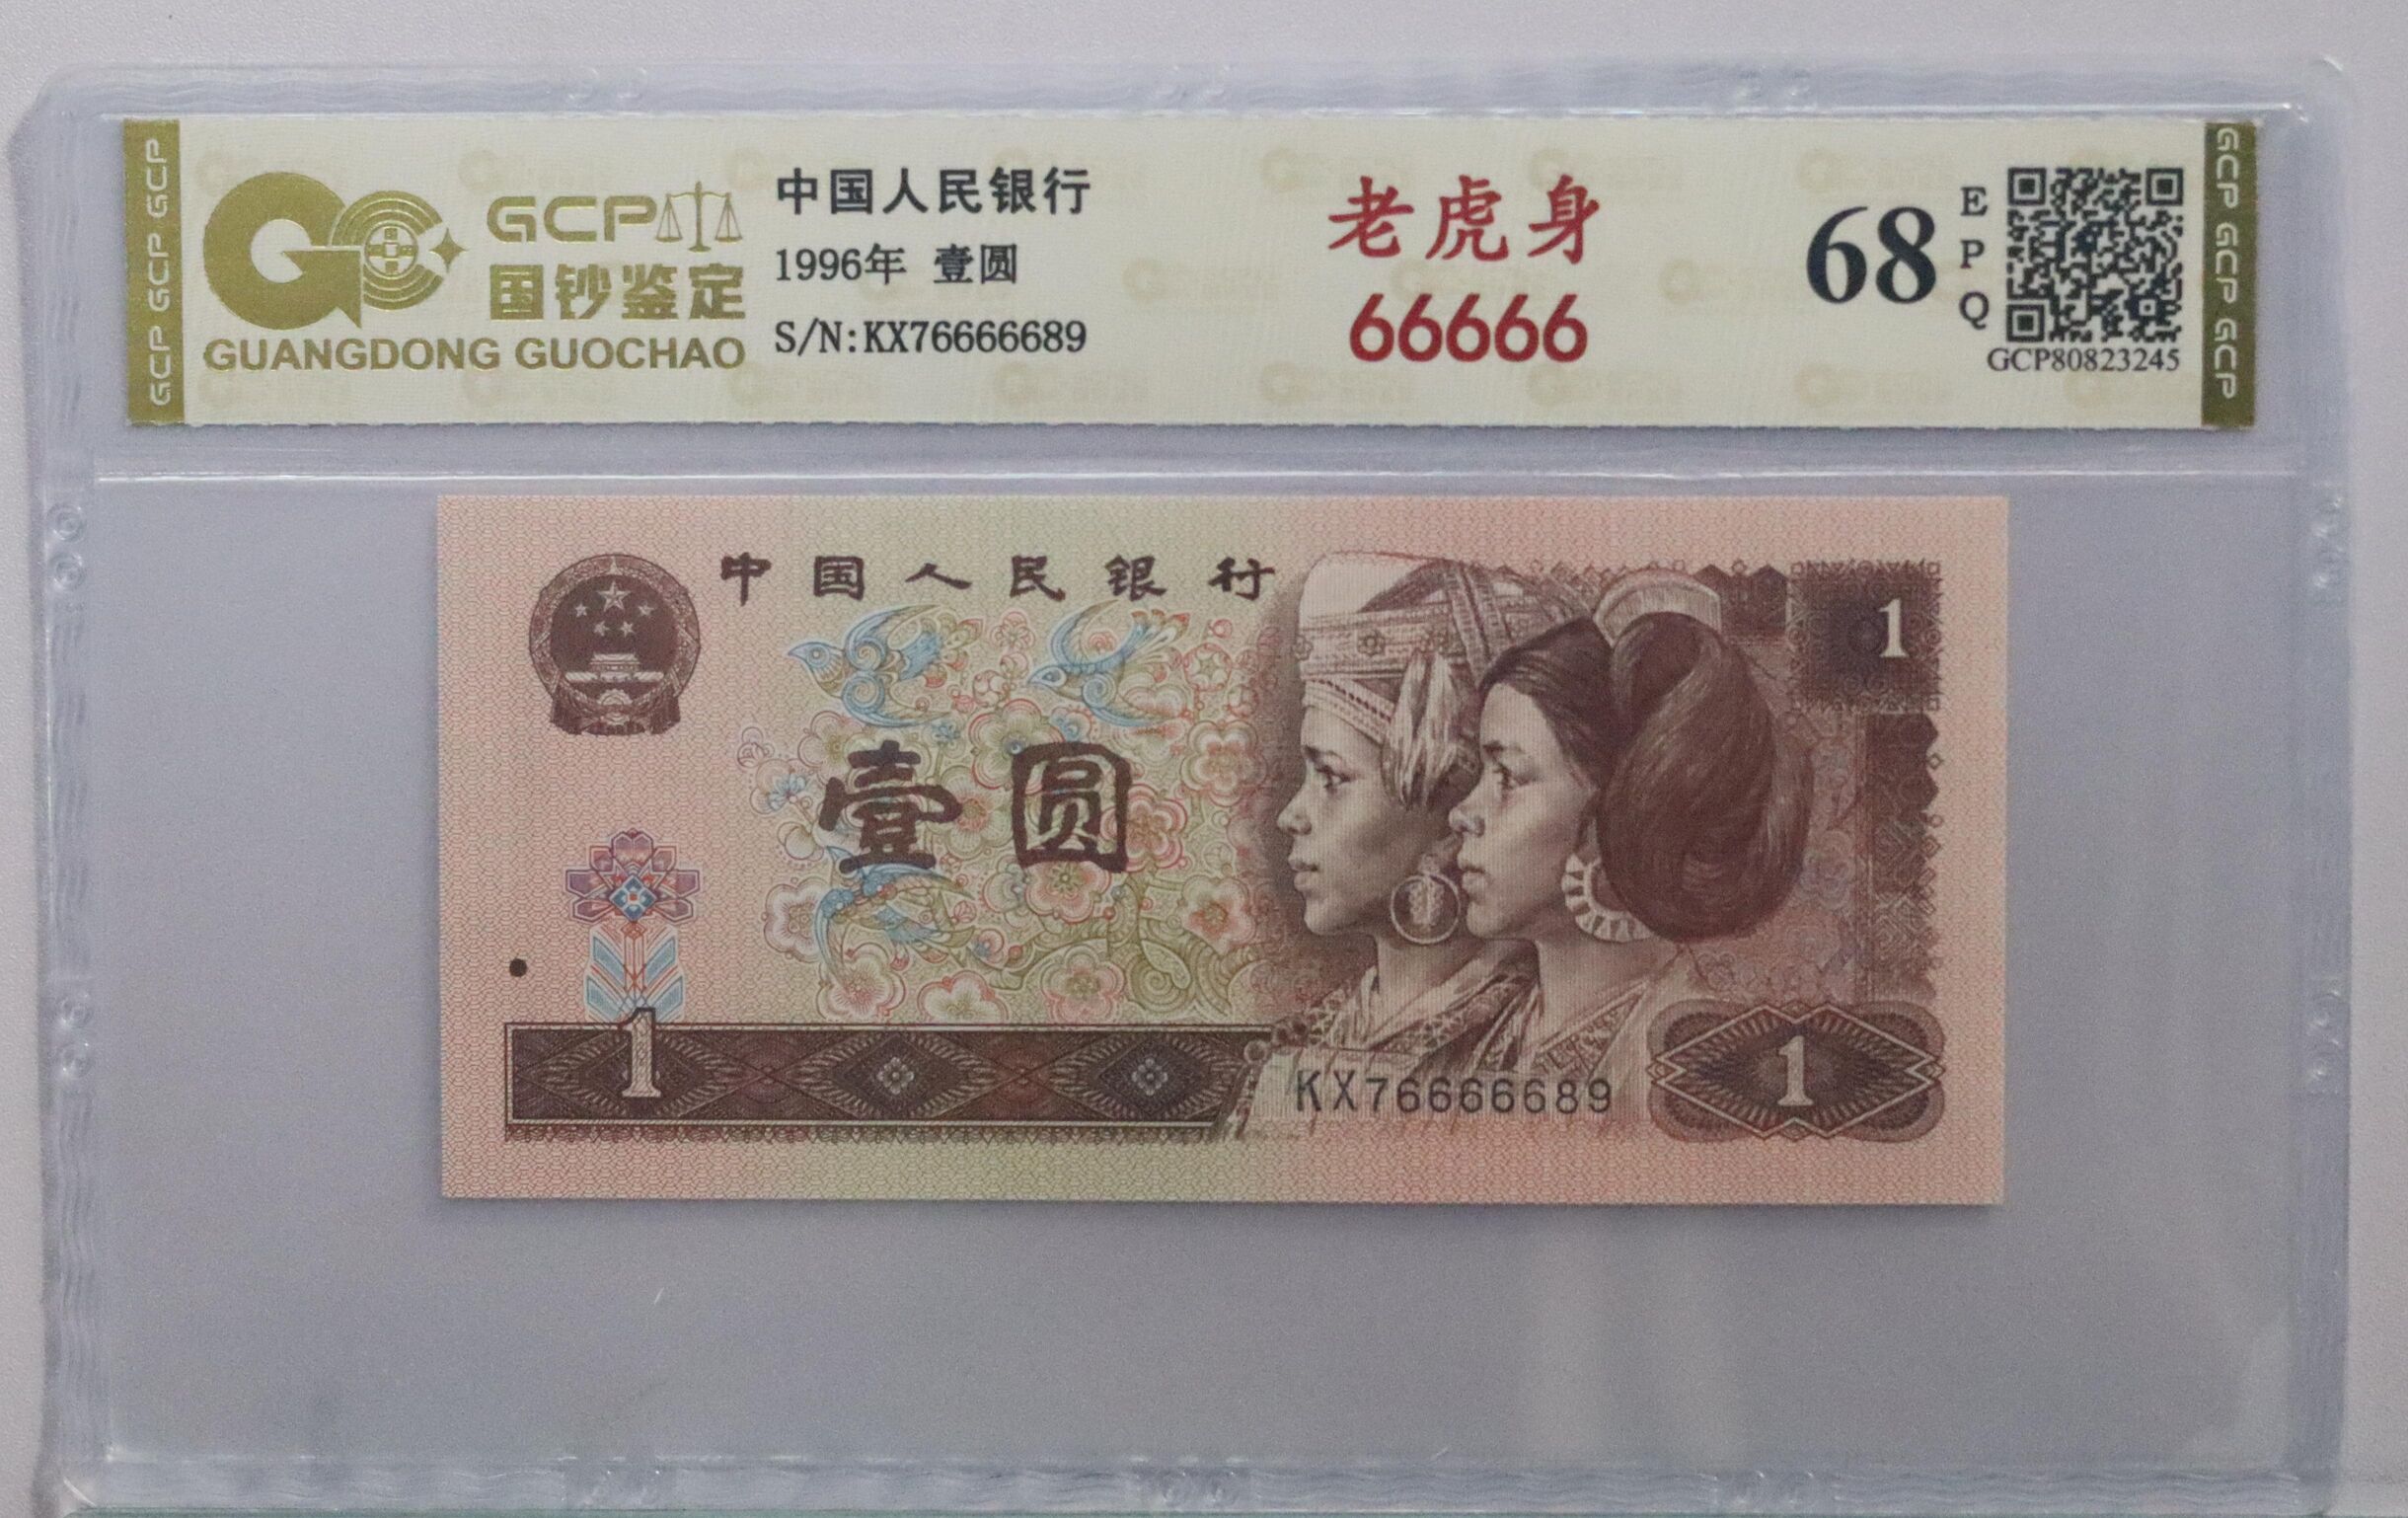 GCP GCP GCP
GCP
国钞鉴定
GUANGDONG GUOCHAO
中国人民银行
1996年 壹圆
S/N:KX76666689
老虎身
66666
68
E
P
Q
GCP80823245
GCP GCP GCP
中国人民银行
1
壹圆
1
KX76666689
1